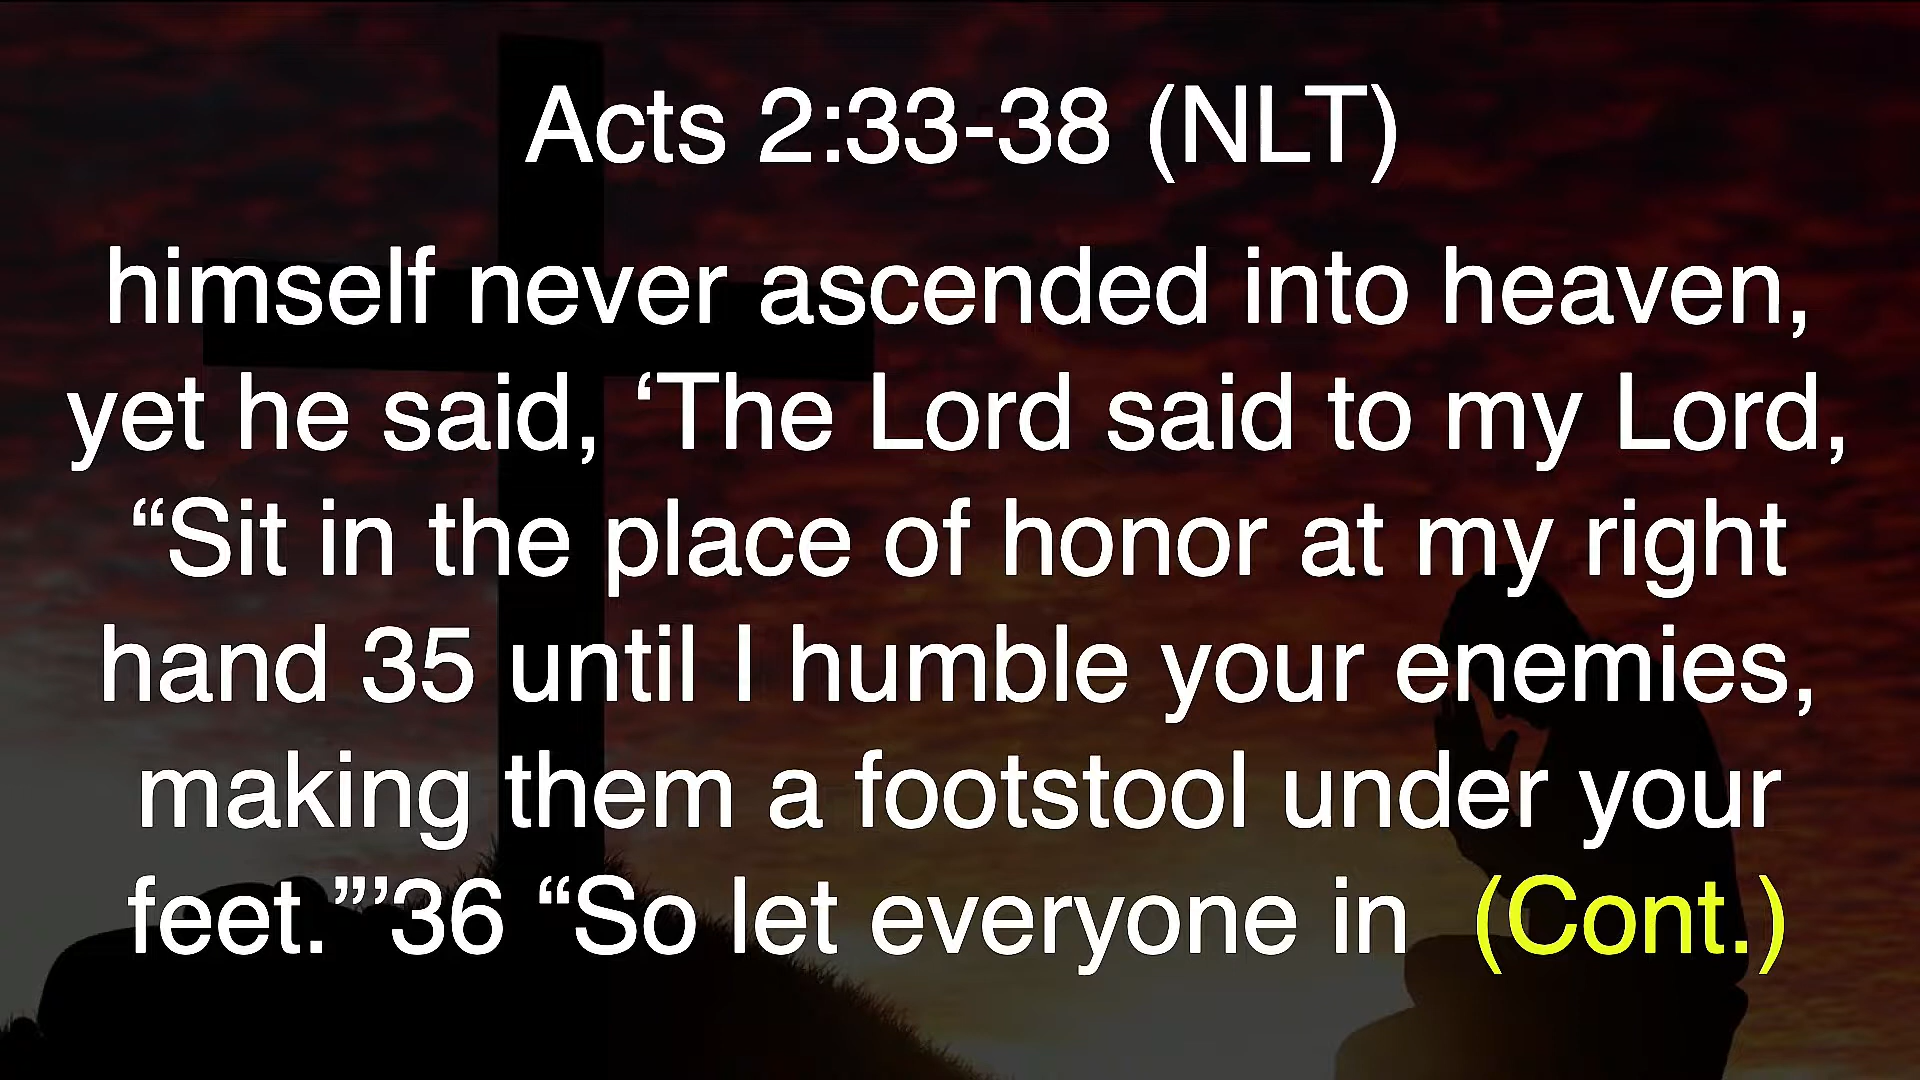 Acts 2:33-38 (NLT)
himself never ascended into heaven,
yet he said, ‘The Lord said to my Lord,
“Sit in the place of honor at my right
hand 35 until I humble your enemies,
making them a footstool under your
feet.”’36 “So let everyone in (Cont.)